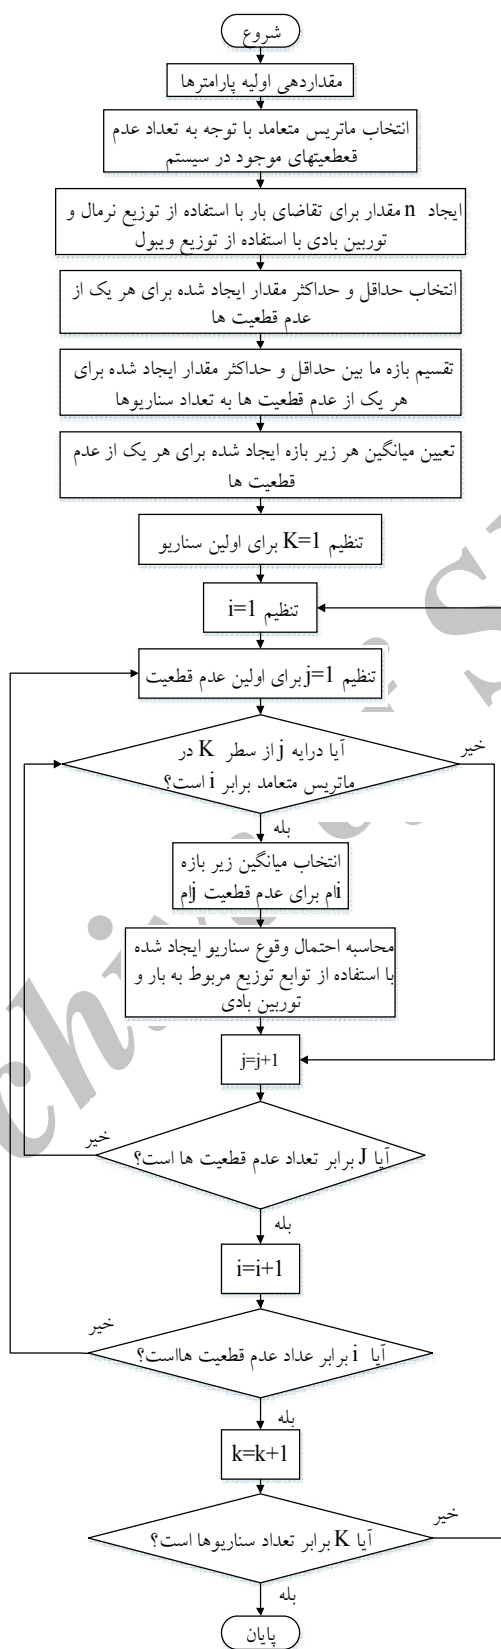 شروع
مقداردهی اولیه پارامترها
انتخاب ماتریس متعامد با توجه به تعداد عدم
قعطعیتهای موجود در سیستم
ایجاد n مقدار برای تقاضای بار با استفاده از توزیع نرمال و
توربین بادی با استفاده از توزیع ویبول
انتخاب حداقل و حداکثر مقدار ایجاد شده برای هر یک از
عدم قطعیت ها
تقسیم بازه ما بین حداقل و حداکثر مقدار ایجاد شده برای
هر یک از عدم قطعیت ها به تعداد سناریوها
تعیین میانگین هر زیر بازه ایجاد شده برای هر یک از عدم
قطعیت ها
تنظیم K=1 برای اولین سناریو
تنظیم i=1
تنظیم j=1 برای اولین عدم قطعیت
آیا درایه j از سطر K در
ماتریس متعامد برابر i است؟
خیر
بله
انتخاب میانگین زیر بازه
iام برای عدم قطعیت jام
محاسبه احتمال وقوع سناریو ایجاد شده
با استفاده از توابع توزیع مربوط به بار و
توربین بادی
j=j+1
آیا J برابر تعداد عدم قطعیت ها است؟
خیر
بله
i=i+1
آیا i برابر عداد عدم قطعیت هااست؟
خیر
بله
k=k+1
آیا K برابر تعداد سناریوها است؟
خیر
بله
پایان